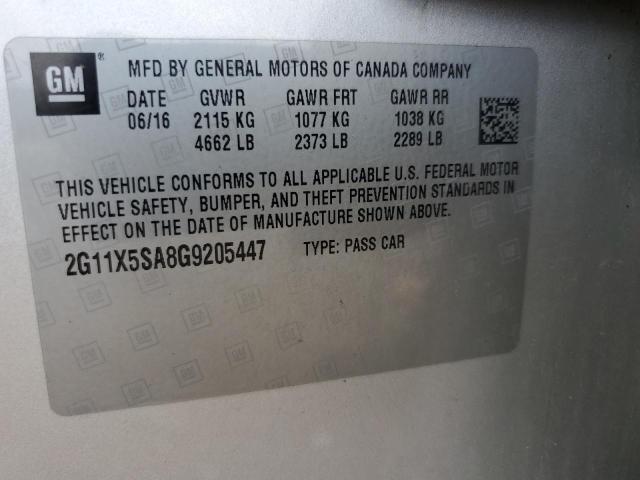 GM ®
MFD BY GENERAL MOTORS OF CANADA COMPANY
DATE GVWR GAWR FRT GAWR RR
06/16 2115 KG 1077 KG 1038 KG
4662 LB 2373 LB 2289 LB
THIS VEHICLE CONFORMS TO ALL APPLICABLE U.S. FEDERAL MOTOR
VEHICLE SAFETY, BUMPER, AND THEFT PREVENTION STANDARDS IN
EFFECT ON THE DATE OF MANUFACTURE SHOWN ABOVE.
2G11X5SA8G9205447 TYPE: PASS CAR